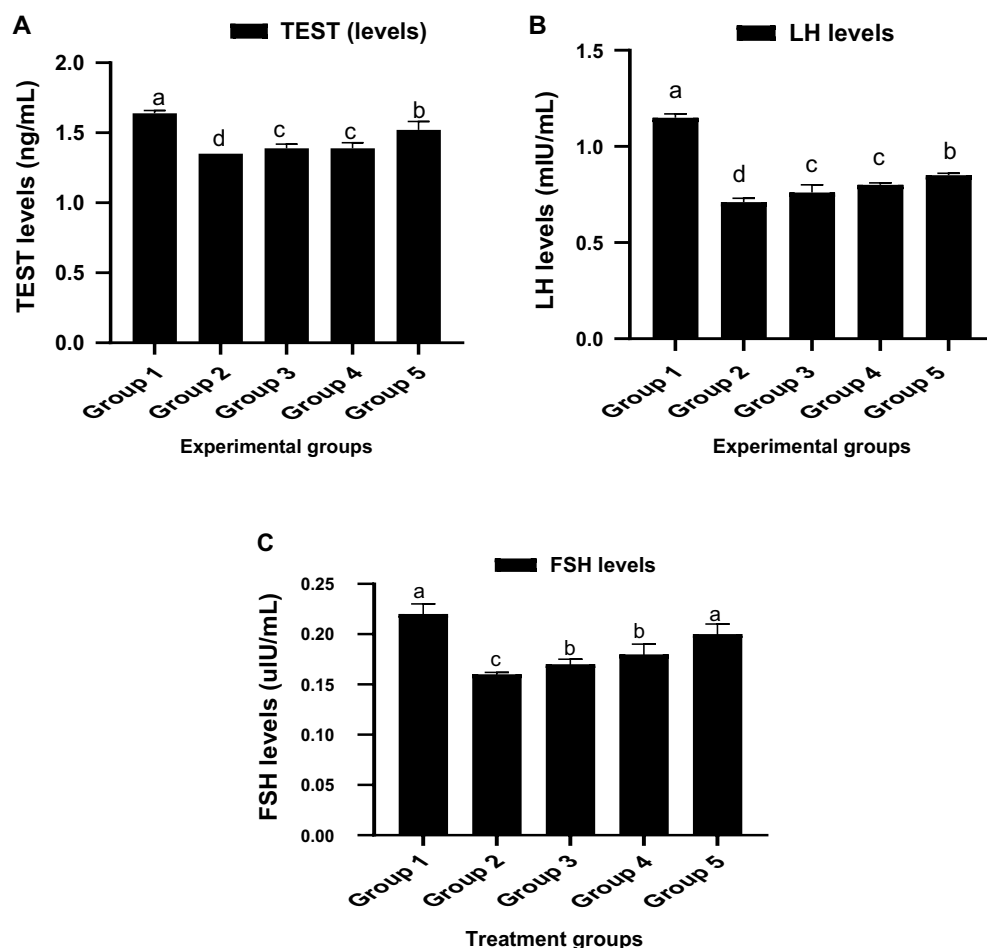 A
TEST (levels)
TEST levels (ng/mL)
2.0
1.5
1.0
0.5
0.0
a
d
c
c
b
Group 1
Group 2
Group 3
Group 4
Group 5
Experimental groups
B
LH levels
LH levels (mIU/mL)
1.5
1.0
0.5
0.0
a
d
c
c
b
Group 1
Group 2
Group 3
Group 4
Group 5
Experimental groups
C
FSH levels
FSH levels (uIU/mL)
0.25
0.20
0.15
0.10
0.05
0.00
a
c
b
b
a
Group 1
Group 2
Group 3
Group 4
Group 5
Treatment groups